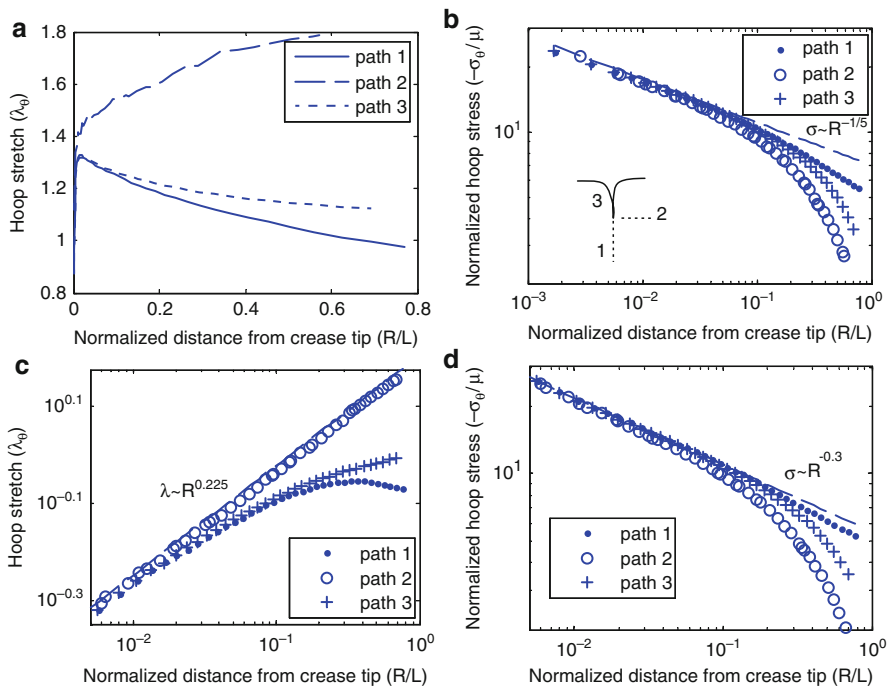 a
1.8
1.6
1.4
1.2
1
0.8
0
0.2
0.4
0.6
0.8
Hoop stretch (λθ)
Normalized distance from crease tip (R/L)
path 1
path 2
path 3
b
10¹
10⁻³
10⁻²
10⁻¹
10⁰
Normalized hoop stress (−σθ/μ)
Normalized distance from crease tip (R/L)
path 1
path 2
path 3
σ~R⁻¹/⁵
3
2
1
c
10^0.1
10^−0.1
10^−0.3
10⁻²
10⁻¹
10⁰
Hoop stretch (λθ)
Normalized distance from crease tip (R/L)
λ~R^0.225
path 1
path 2
path 3
d
10¹
10⁻²
10⁻¹
10⁰
Normalized hoop stress (−σθ/μ)
Normalized distance from crease tip (R/L)
σ~R^-0.3
path 1
path 2
path 3